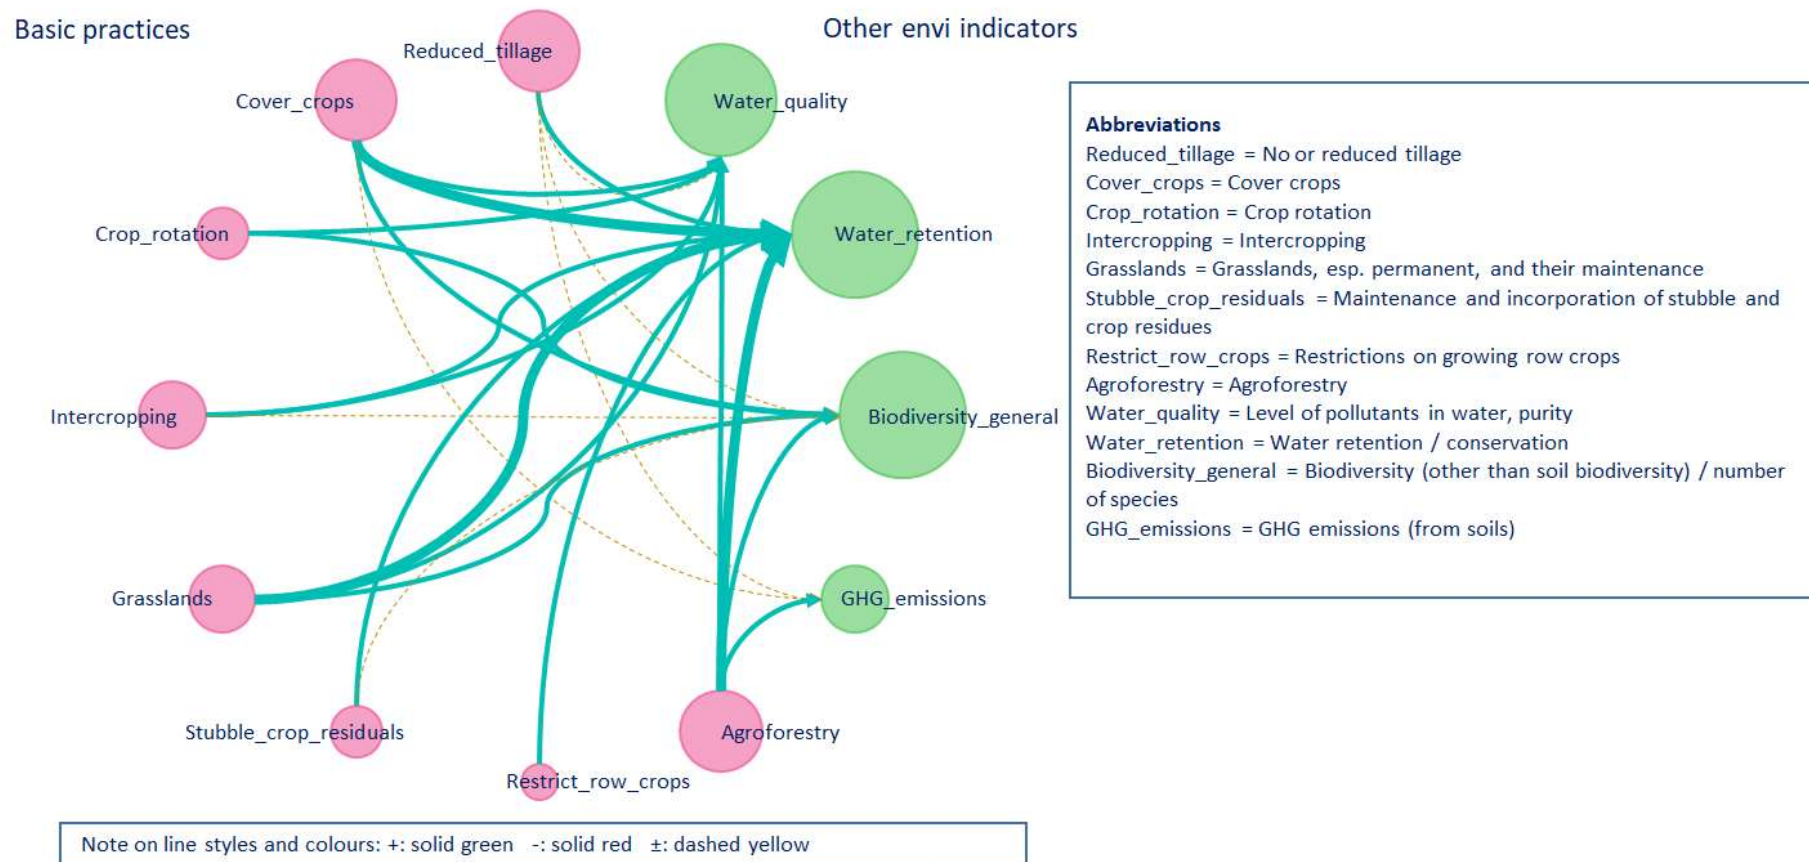 Basic practices
Other envi indicators
Reduced_tillage
Cover_crops
Water_quality
Crop_rotation
Water_retention
Intercropping
Biodiversity_general
Grasslands
GHG_emissions
Stubble_crop_residuals
Agroforestry
Restrict_row_crops
Abbreviations
Reduced_tillage = No or reduced tillage
Cover_crops = Cover crops
Crop_rotation = Crop rotation
Intercropping = Intercropping
Grasslands = Grasslands, esp. permanent, and their maintenance
Stubble_crop_residuals = Maintenance and incorporation of stubble and
crop residues
Restrict_row_crops = Restrictions on growing row crops
Agroforestry = Agroforestry
Water_quality = Level of pollutants in water, purity
Water_retention = Water retention / conservation
Biodiversity_general = Biodiversity (other than soil biodiversity) / number
of species
GHG_emissions = GHG emissions (from soils)
Note on line styles and colours: +: solid green -: solid red ±: dashed yellow